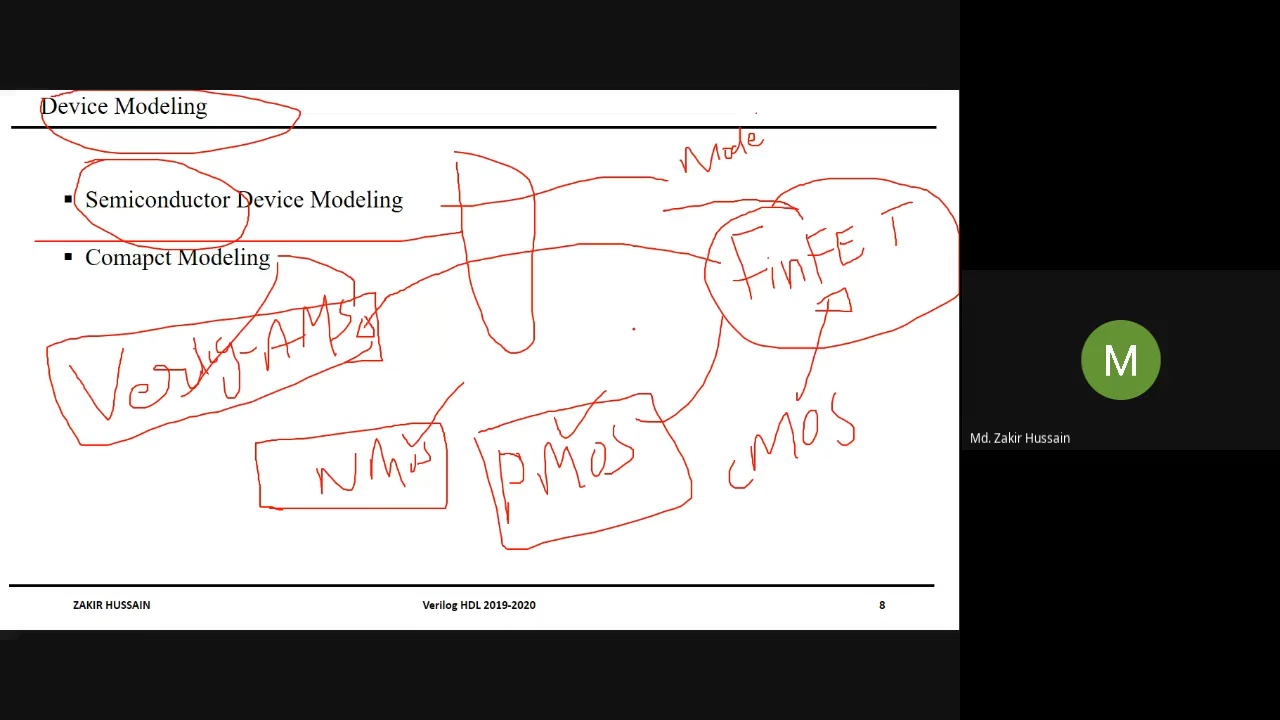 Device Modeling
Mode
▪ Semiconductor Device Modeling
FinFET
▪ Comapct Modeling
Verilog-AMS
NMOS
PMOS
CMOS
ZAKIR HUSSAIN Verilog HDL 2019-2020 8
M
Md. Zakir Hussain